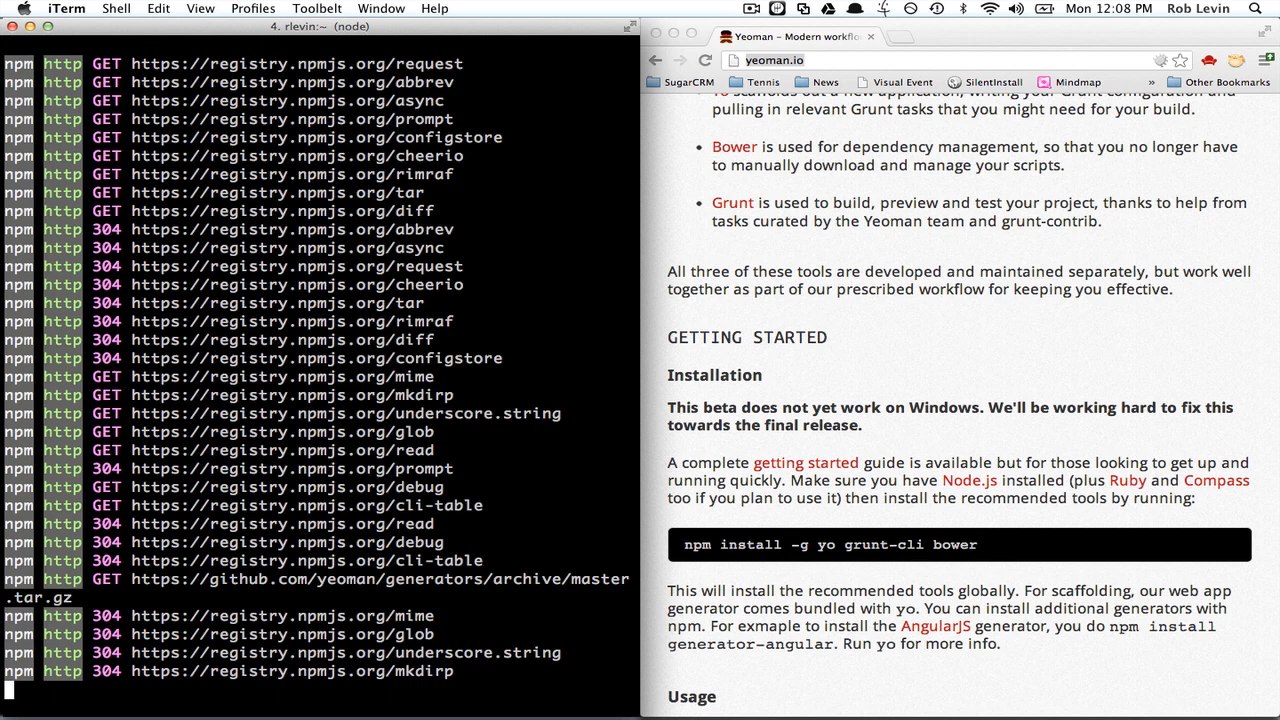 iTerm Shell Edit View Profiles Toolbelt Window Help Mon 12:08 PM Rob Levin
4. rlevin: (node)
npm http GET https://registry.npmjs.org/request
npm http GET https://registry.npmjs.org/abbrev
npm http GET https://registry.npmjs.org/async
npm http GET https://registry.npmjs.org/prompt
npm http GET https://registry.npmjs.org/configstore
npm http GET https://registry.npmjs.org/cheerio
npm http GET https://registry.npmjs.org/rimraf
npm http GET https://registry.npmjs.org/tar
npm http GET https://registry.npmjs.org/diff
npm http 304 https://registry.npmjs.org/abbrev
npm http 304 https://registry.npmjs.org/async
npm http 304 https://registry.npmjs.org/request
npm http 304 https://registry.npmjs.org/cheerio
npm http 304 https://registry.npmjs.org/tar
npm http 304 https://registry.npmjs.org/rimraf
npm http 304 https://registry.npmjs.org/diff
npm http 304 https://registry.npmjs.org/configstore
npm http GET https://registry.npmjs.org/mime
npm http GET https://registry.npmjs.org/mkdirp
npm http GET https://registry.npmjs.org/underscore.string
npm http GET https://registry.npmjs.org/glob
npm http GET https://registry.npmjs.org/read
npm http 304 https://registry.npmjs.org/prompt
npm http GET https://registry.npmjs.org/debug
npm http GET https://registry.npmjs.org/cli-table
npm http 304 https://registry.npmjs.org/read
npm http 304 https://registry.npmjs.org/debug
npm http 304 https://registry.npmjs.org/cli-table
npm http GET https://github.com/yeoman/generators/archive/master
.tar.gz
npm http 304 https://registry.npmjs.org/mime
npm http 304 https://registry.npmjs.org/glob
npm http 304 https://registry.npmjs.org/underscore.string
npm http 304 https://registry.npmjs.org/mkdirp
Yeoman – Modern workflo
yeoman.io
SugarCRM Tennis News Visual Event SilentInstall Mindmap » Other Bookmarks
pulling in relevant Grunt tasks that you might need for your build.
• Bower is used for dependency management, so that you no longer have
to manually download and manage your scripts.
• Grunt is used to build, preview and test your project, thanks to help from
tasks curated by the Yeoman team and grunt-contrib.
All three of these tools are developed and maintained separately, but work well
together as part of our prescribed workflow for keeping you effective.
GETTING STARTED
Installation
This beta does not yet work on Windows. We'll be working hard to fix this
towards the final release.
A complete getting started guide is available but for those looking to get up and
running quickly. Make sure you have Node.js installed (plus Ruby and Compass
too if you plan to use it) then install the recommended tools by running:
npm install -g yo grunt-cli bower
This will install the recommended tools globally. For scaffolding, our web app
generator comes bundled with yo. You can install additional generators with
npm. For exmaple to install the AngularJS generator, you do npm install
generator-angular. Run yo for more info.
Usage